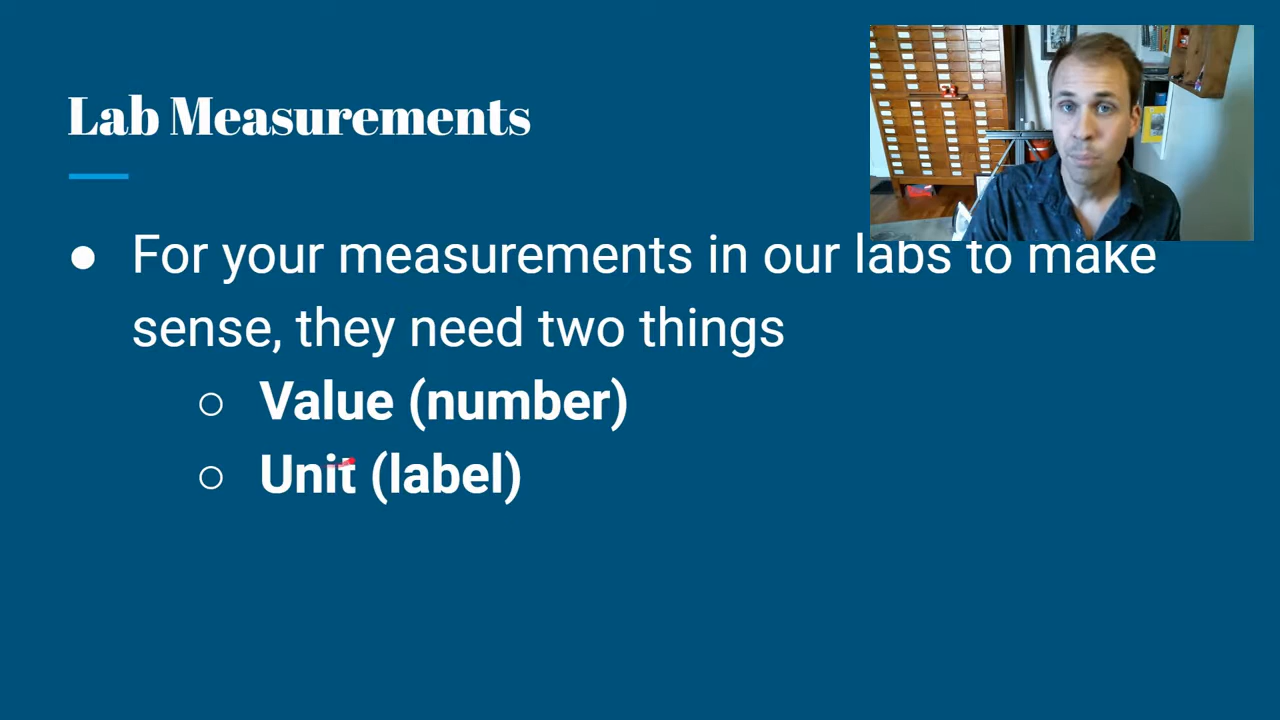 Lab Measurements
● For your measurements in our labs to make
sense, they need two things
○ Value (number)
○ Unit (label)